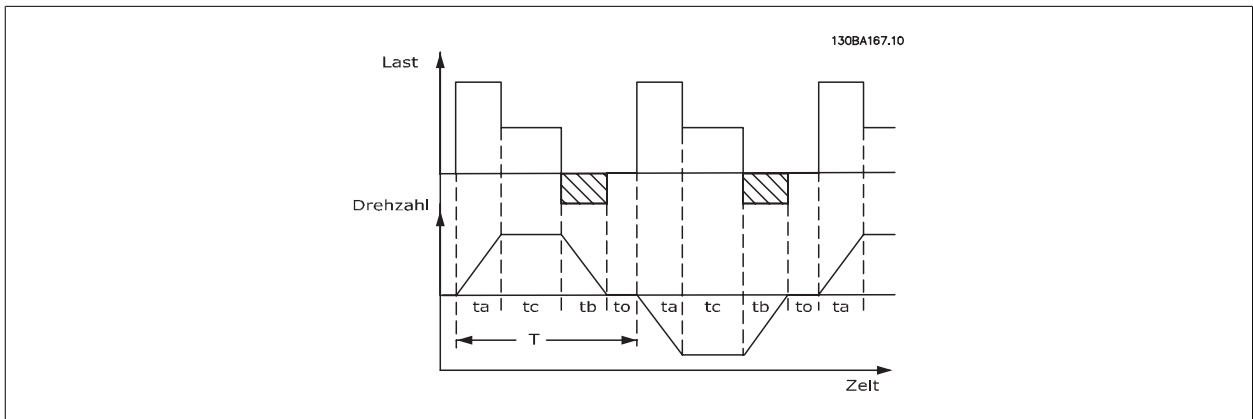 130BA167.10
Last
Drehzahl
ta tc tb to ta tc tb to ta
T
Zeit